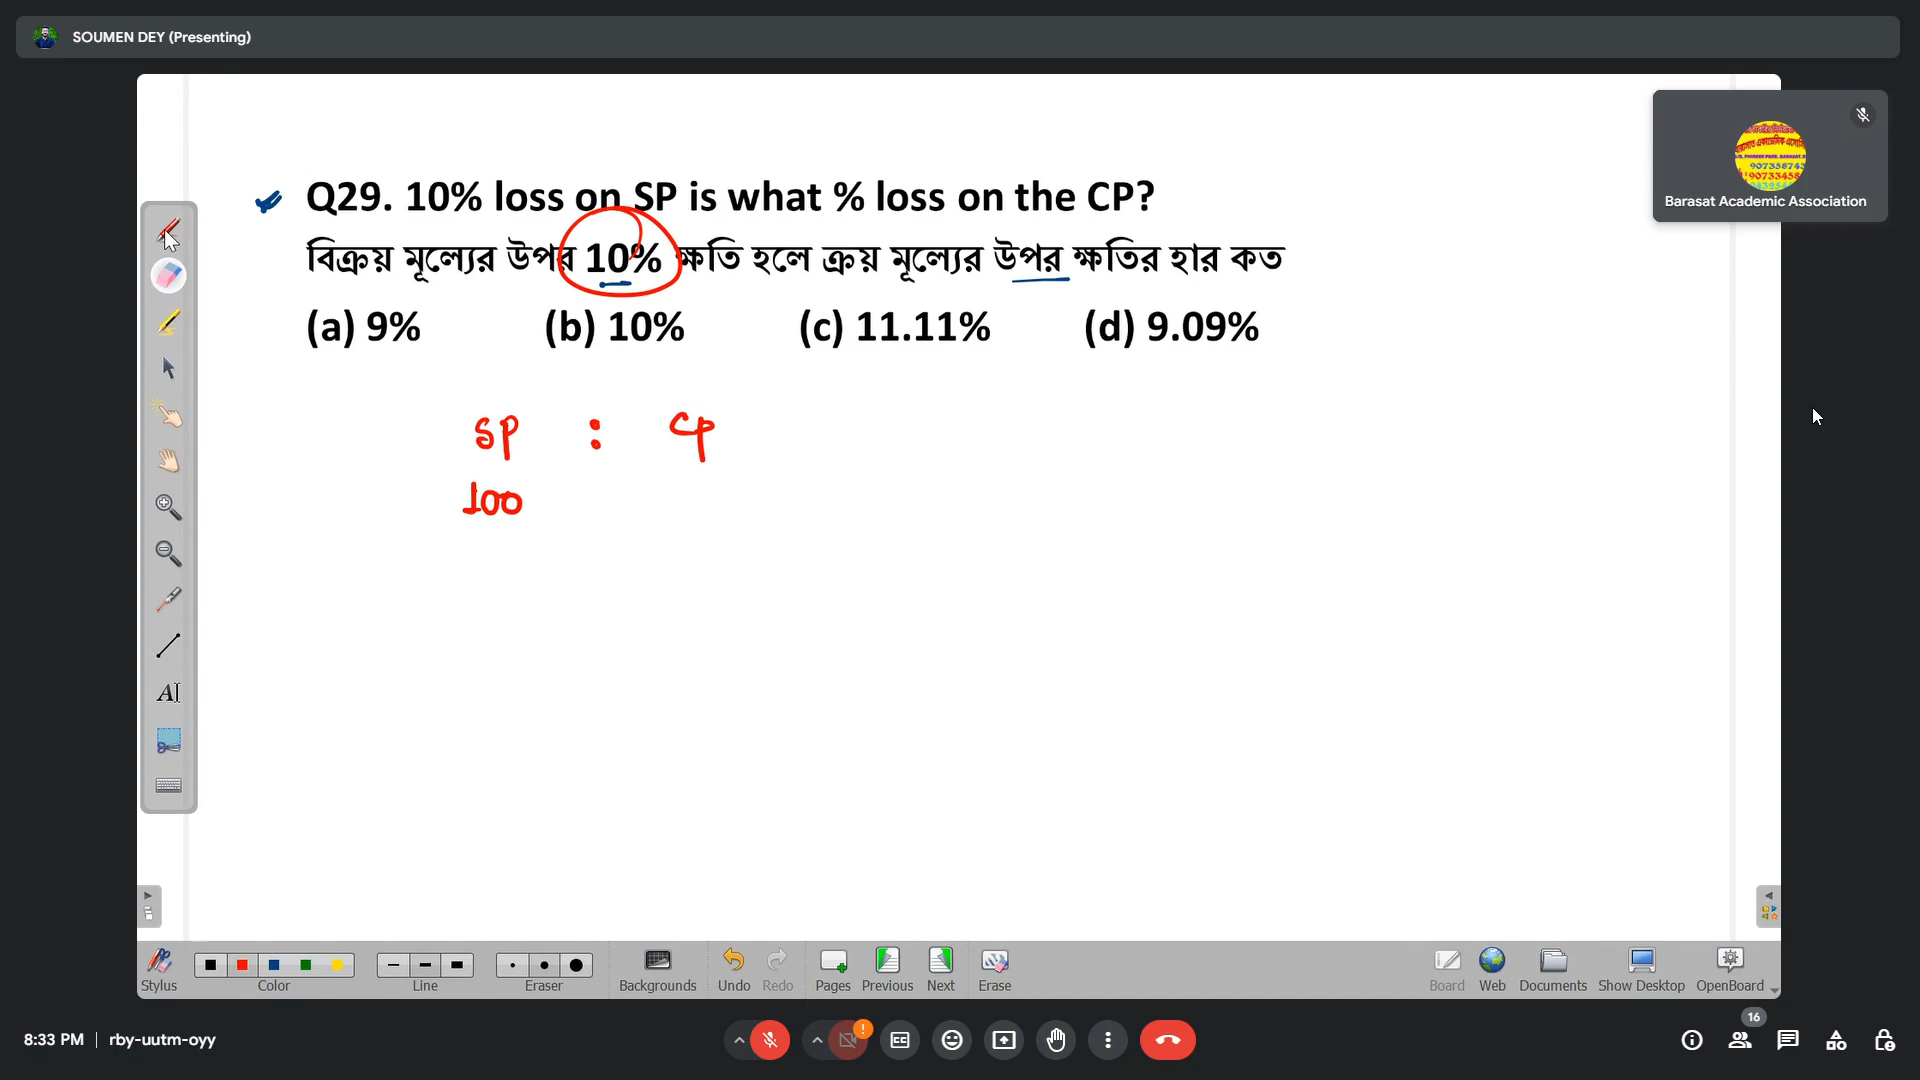 SOUMEN DEY (Presenting)
Barasat Academic Association
Q29. 10% loss on SP is what % loss on the CP?
বিক্রয় মূল্যের উপর 10% ক্ষতি হলে ক্রয় মূল্যের উপর ক্ষতির হার কত
(a) 9% (b) 10% (c) 11.11% (d) 9.09%
SP : CP
100
Stylus Color Line Eraser Backgrounds Undo Redo Pages Previous Next Erase Board Web Documents Show Desktop OpenBoard
8:33 PM | rby-uutm-oyy
16